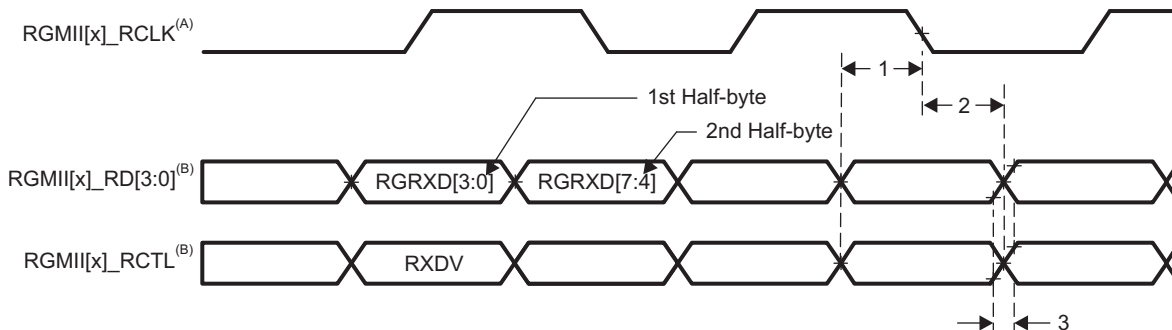 RGMII[x]_RCLK(A)
1
2
1st Half-byte
2nd Half-byte
RGMII[x]_RD[3:0](B)
RGRXD[3:0]
RGRXD[7:4]
RGMII[x]_RCTL(B)
RXDV
3